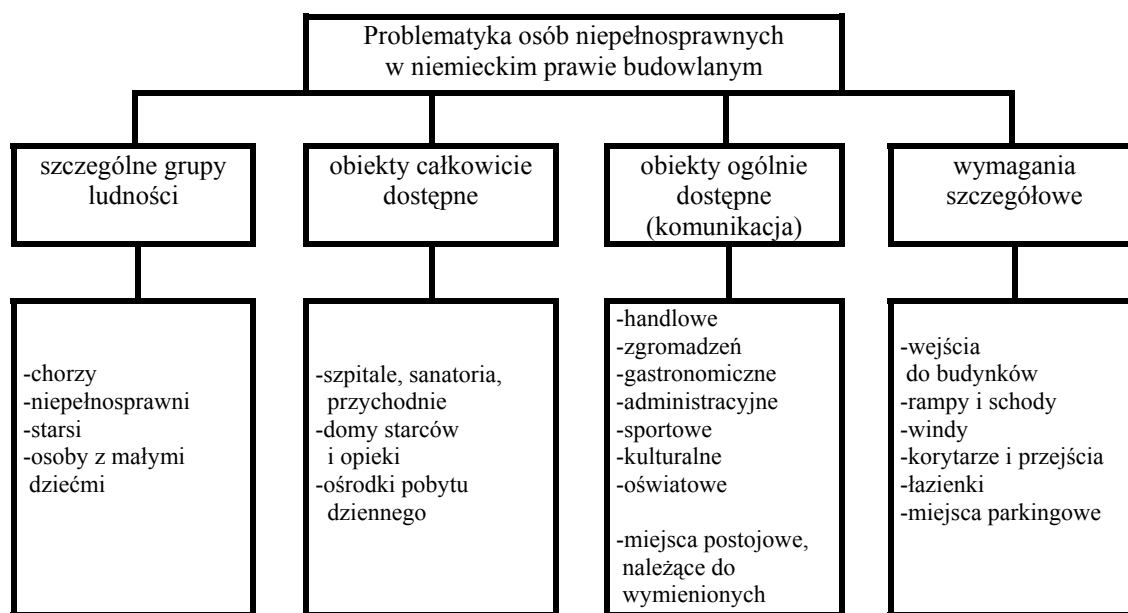 Problematyka osób niepełnosprawnych
w niemieckim prawie budowlanym
szczególne grupy
ludności
obiekty całkowicie
dostępne
obiekty ogólnie
dostępne
(komunikacja)
wymagania
szczegółowe
-chorzy
-niepełnosprawni
-starsi
-osoby z małymi
dziećmi
-szpitale, sanatoria,
przychodnie
-domy starców
i opieki
-ośrodki pobytu
dziennego
-handlowe
-zgromadzeń
-gastronomiczne
-administracyjne
-sportowe
-kulturalne
-oświatowe
-miejsca postojowe,
należące do
wymienionych
-wejścia
do budynków
-rampy i schody
-windy
-korytarze i przejścia
-łazienki
-miejsca parkingowe